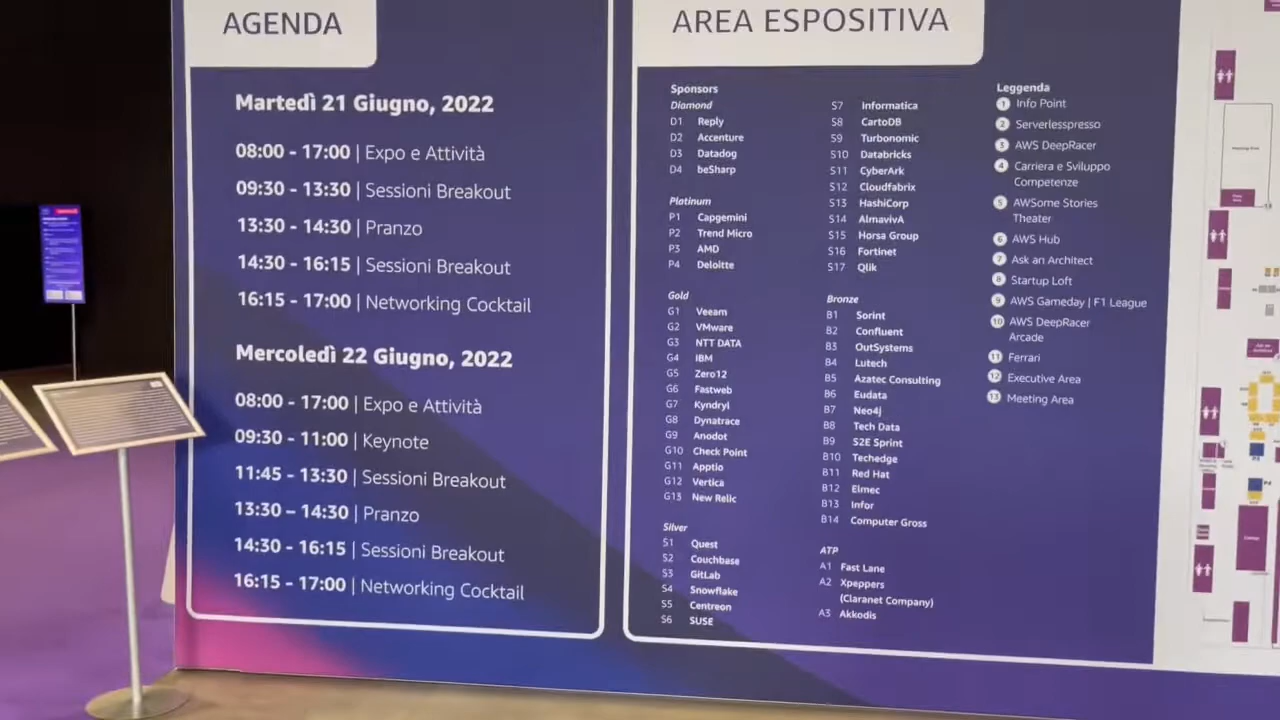 AGENDA
Martedì 21 Giugno, 2022
08:00 - 17:00 | Expo e Attività
09:30 - 13:30 | Sessioni Breakout
13:30 - 14:30 | Pranzo
14:30 - 16:15 | Sessioni Breakout
16:15 - 17:00 | Networking Cocktail
Mercoledì 22 Giugno, 2022
08:00 - 17:00 | Expo e Attività
09:30 - 11:00 | Keynote
11:45 - 13:30 | Sessioni Breakout
13:30 - 14:30 | Pranzo
14:30 - 16:15 | Sessioni Breakout
16:15 - 17:00 | Networking Cocktail
AREA ESPOSITIVA
Sponsors
Diamond
D1 Reply
D2 Accenture
D3 Datadog
D4 beSharp
Platinum
P1 Capgemini
P2 Trend Micro
P3 AMD
P4 Deloitte
Gold
G1 Veeam
G2 VMware
G3 NTT DATA
G4 IBM
G5 Zero12
G6 Fastweb
G7 Kyndryl
G8 Dynatrace
G9 Anodot
G10 Check Point
G11 Apptio
G12 Vertica
G13 New Relic
Silver
S1 Quest
S2 Couchbase
S3 GitLab
S4 Snowflake
S5 Centreon
S6 SUSE
S7 Informatica
S8 CartoDB
S9 Turbonomic
S10 Databricks
S11 CyberArk
S12 Cloudfabrix
S13 HashiCorp
S14 AlmavivA
S15 Horsa Group
S16 Fortinet
S17 Qlik
Bronze
B1 Sorint
B2 Confluent
B3 OutSystems
B4 Lutech
B5 Azatec Consulting
B6 Eudata
B7 Neo4j
B8 Tech Data
B9 S2E Sprint
B10 Techedge
B11 Red Hat
B12 Elmec
B13 Infor
B14 Computer Gross
ATP
A1 Fast Lane
A2 Xpeppers
(Claranet Company)
A3 Akkodis
Leggenda
1 Info Point
2 Serverlesspresso
3 AWS DeepRacer
4 Carriera e Sviluppo
Competenze
5 AWSome Stories
Theater
6 AWS Hub
7 Ask an Architect
8 Startup Loft
9 AWS Gameday | F1 League
10 AWS DeepRacer
Arcade
11 Ferrari
12 Executive Area
13 Meeting Area